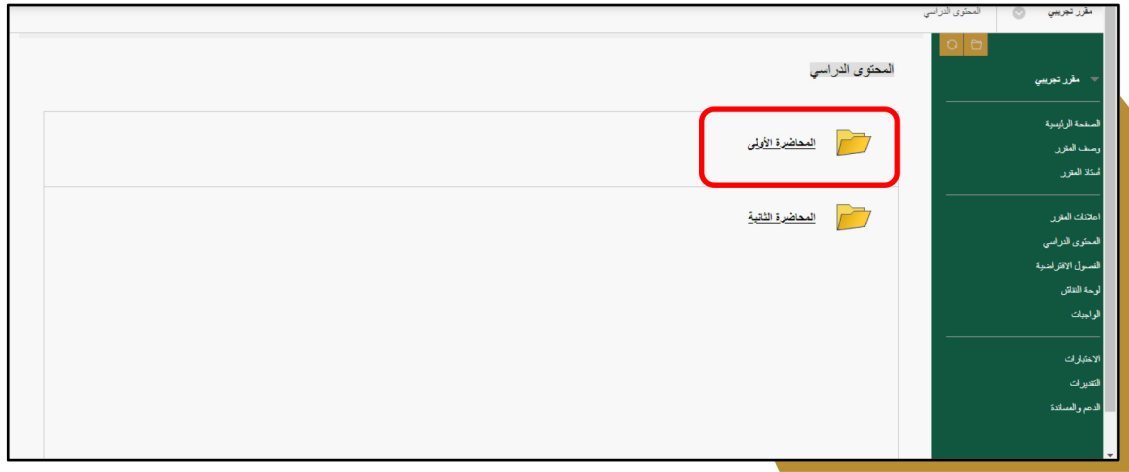 مقرر تجريبي
المحتوى الدراسي
مقرر تجريبي
الصفحة الرئيسية
وصف المقرر
أستاذ المقرر
اعلانات المقرر
المحتوى الدراسي
الفصول الافتراضية
لوحة النقاش
الواجبات
الاختبارات
التقديرات
الدعم والمساندة
المحتوى الدراسي
المحاضرة الأولى
المحاضرة الثانية